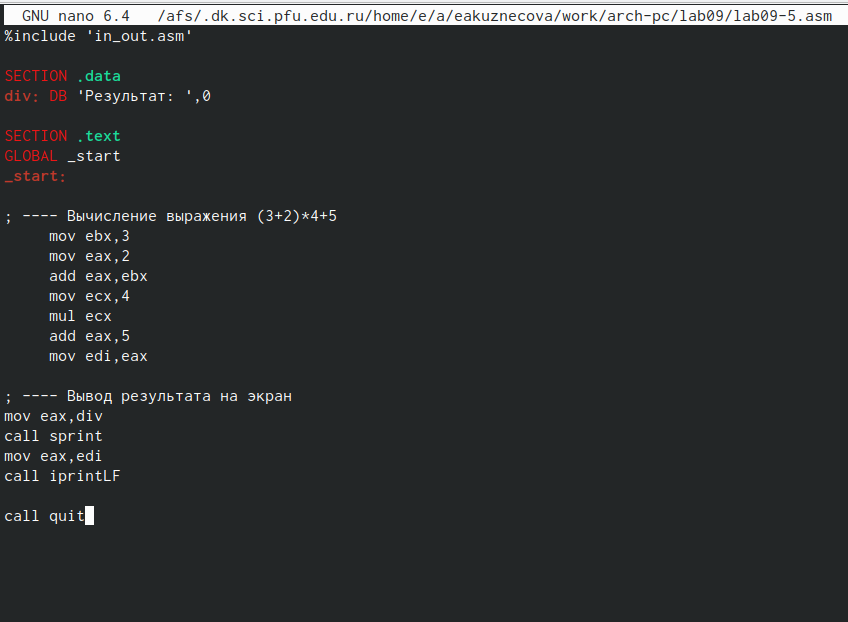 GNU nano 6.4 /afs/.dk.sci.pfu.edu.ru/home/e/a/eakuznecova/work/arch-pc/lab09/lab09-5.asm
%include 'in_out.asm'
SECTION .data
div: DB 'Результат: ',0
SECTION .text
GLOBAL _start
_start:
; ---- Вычисление выражения (3+2)*4+5
mov ebx,3
mov eax,2
add eax,ebx
mov ecx,4
mul ecx
add eax,5
mov edi,eax
; ---- Вывод результата на экран
mov eax,div
call sprint
mov eax,edi
call iprintLF
call quit